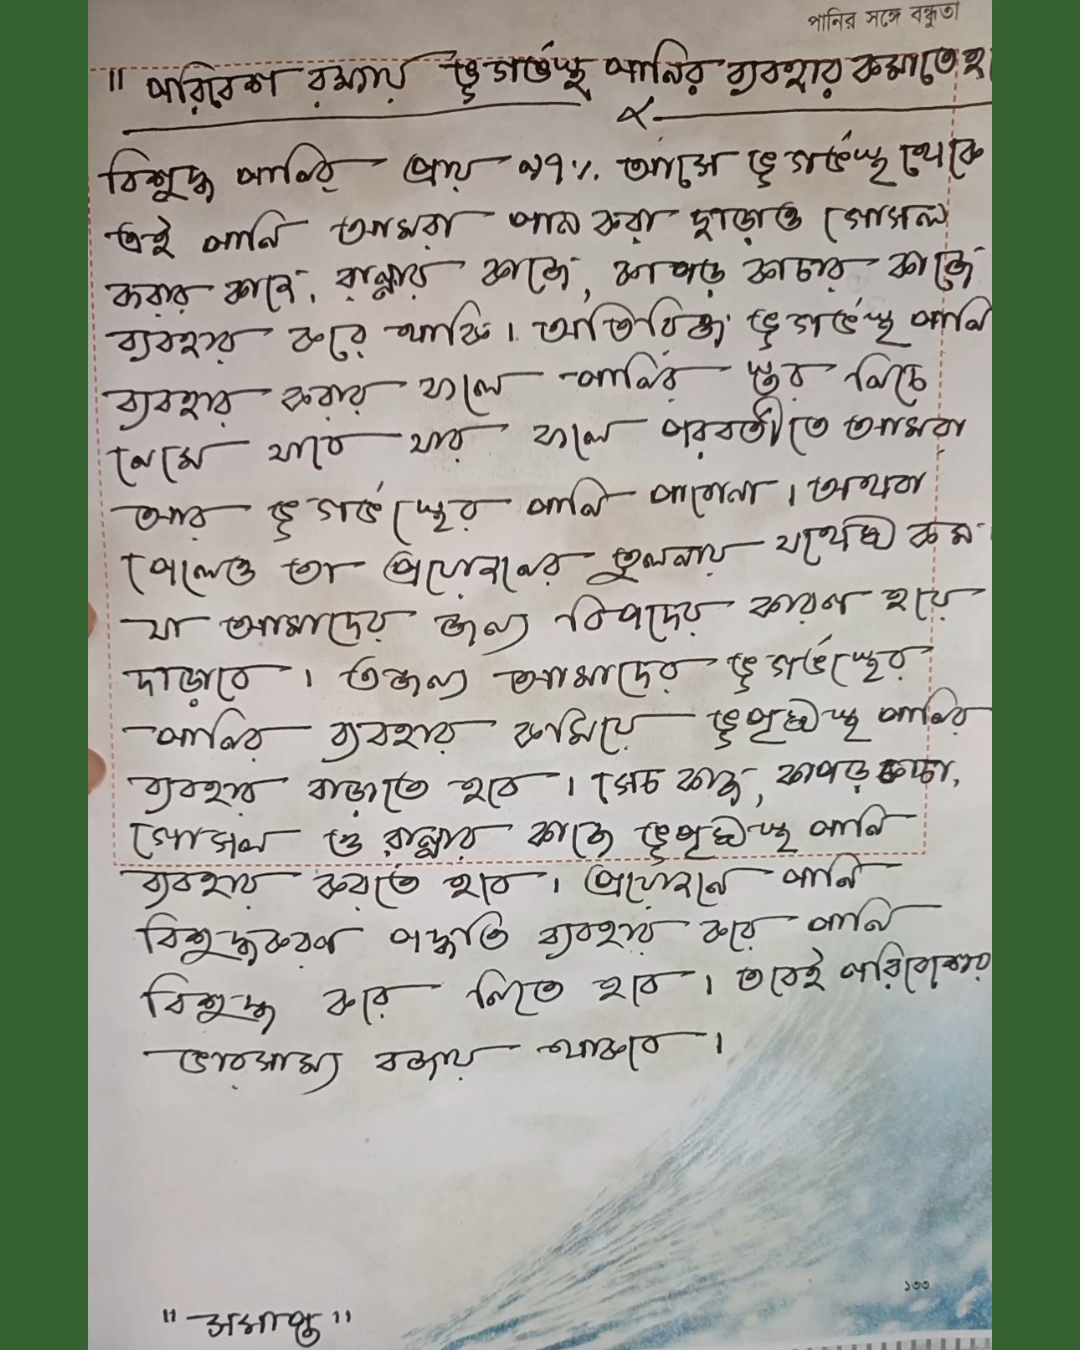 পানির সঙ্গে বন্ধুতা
" পরিবেশ রক্ষায় ভূগর্ভস্থ পানির ব্যবহার কমাতে হ
বিশুদ্ধ পানির প্রায় ৯৭%. আসে ভূগর্ভস্থ থেকে
এই পানি আমরা পান করা ছাড়াও গোসল
করার কাজে, রান্নার কাজে, কাপড় কাচার কাজে
ব্যবহার করে থাকি। অতিরিক্ত ভূগর্ভস্থ পানি
ব্যবহার করার ফলে পানির স্তর নিচে
নেমে যাবে যার ফলে পরবর্তীতে আমরা
আর ভূগর্ভস্থের পানি পাবোনা। অথবা
পেলেও তা প্রয়োজনের তুলনায় যথেষ্ট কম
যা আমাদের জন্য বিপদের কারণ হয়ে
দাড়াবে। তজন্য আমাদের ভূগর্ভস্থের
পানির ব্যবহার কমিয়ে ভূপৃষ্ঠস্থ পানির
ব্যবহার বাড়াতে হবে। সেচ কাজ, কাপড় কাচা,
গোসল ও রান্নার কাজে ভূপৃষ্ঠস্থ পানি
ব্যবহার করতে হবে। প্রয়োজনে পানি
বিশুদ্ধকরণ পদ্ধতি ব্যবহার করে পানি
বিশুদ্ধ করে নিতে হবে। তবেই পরিবেশের
ভারসাম্য বজায় থাকবে।
১৩৩
" সমাপ্ত "